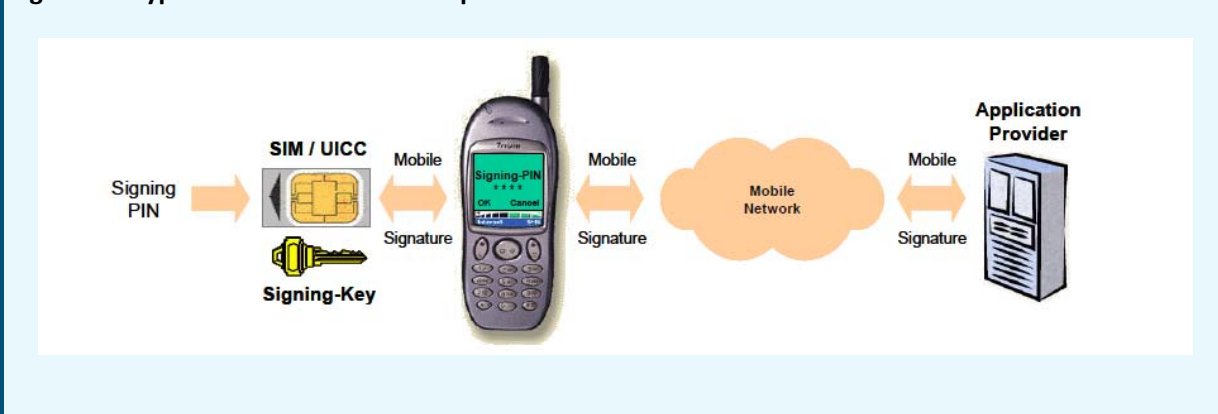 SIM / UICC
Signing
PIN
Signing-Key
Mobile
Signature
Trium
Signing-PIN
****
OK Cancel
Mobile
Signature
Mobile
Network
Mobile
Signature
Application
Provider